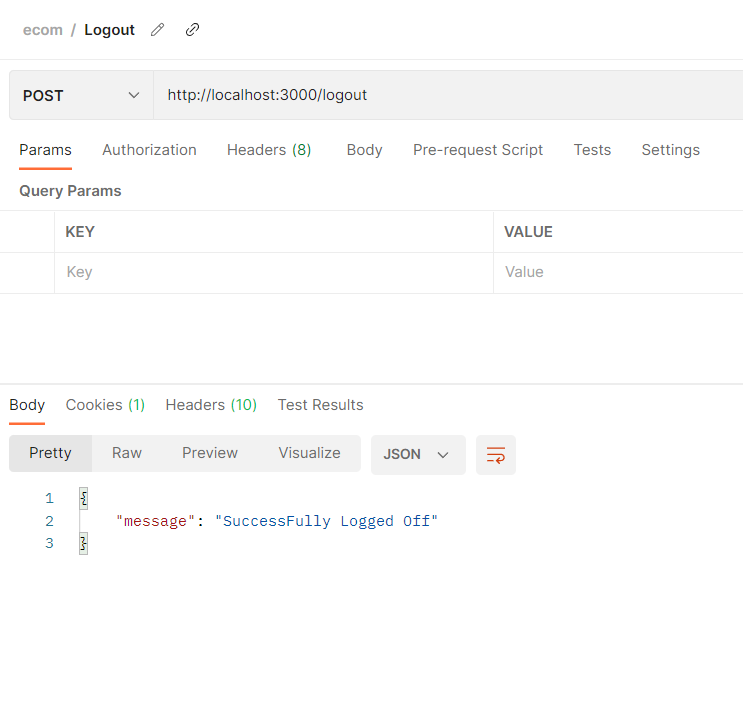 ecom / Logout
POST http://localhost:3000/logout
Params Authorization Headers (8) Body Pre-request Script Tests Settings
Query Params
KEY VALUE
Key Value
Body Cookies (1) Headers (10) Test Results
Pretty Raw Preview Visualize JSON
1 {
2 "message": "SuccessFully Logged Off"
3 }